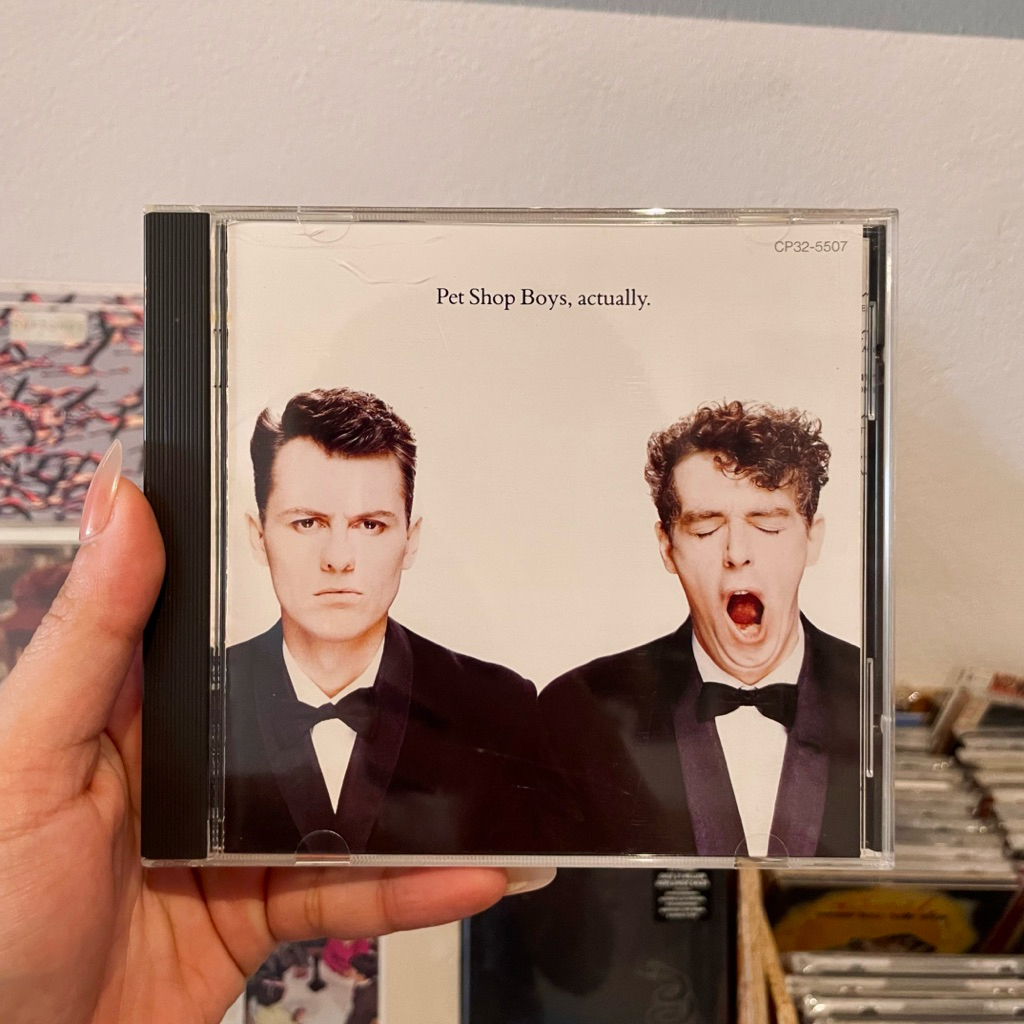 CP32-5507
Pet Shop Boys, actually.